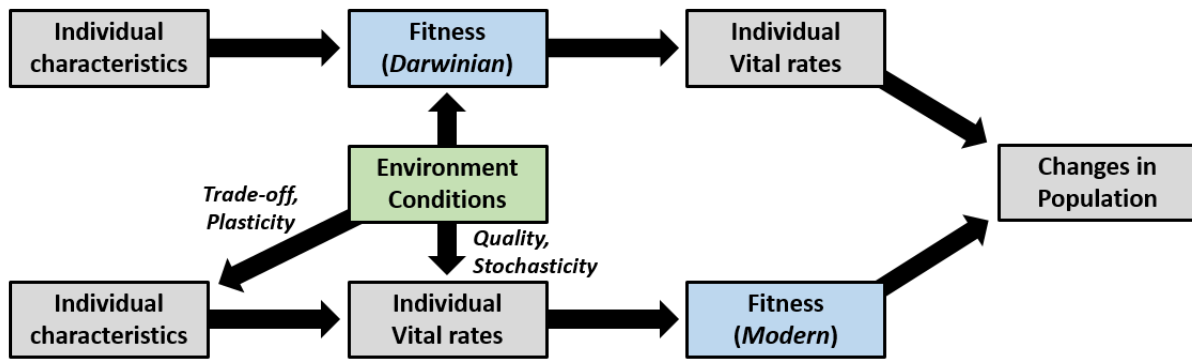 Individual
characteristics
Fitness
(Darwinian)
Individual
Vital rates
Environment
Conditions
Trade-off,
Plasticity
Quality,
Stochasticity
Changes in
Population
Individual
characteristics
Individual
Vital rates
Fitness
(Modern)